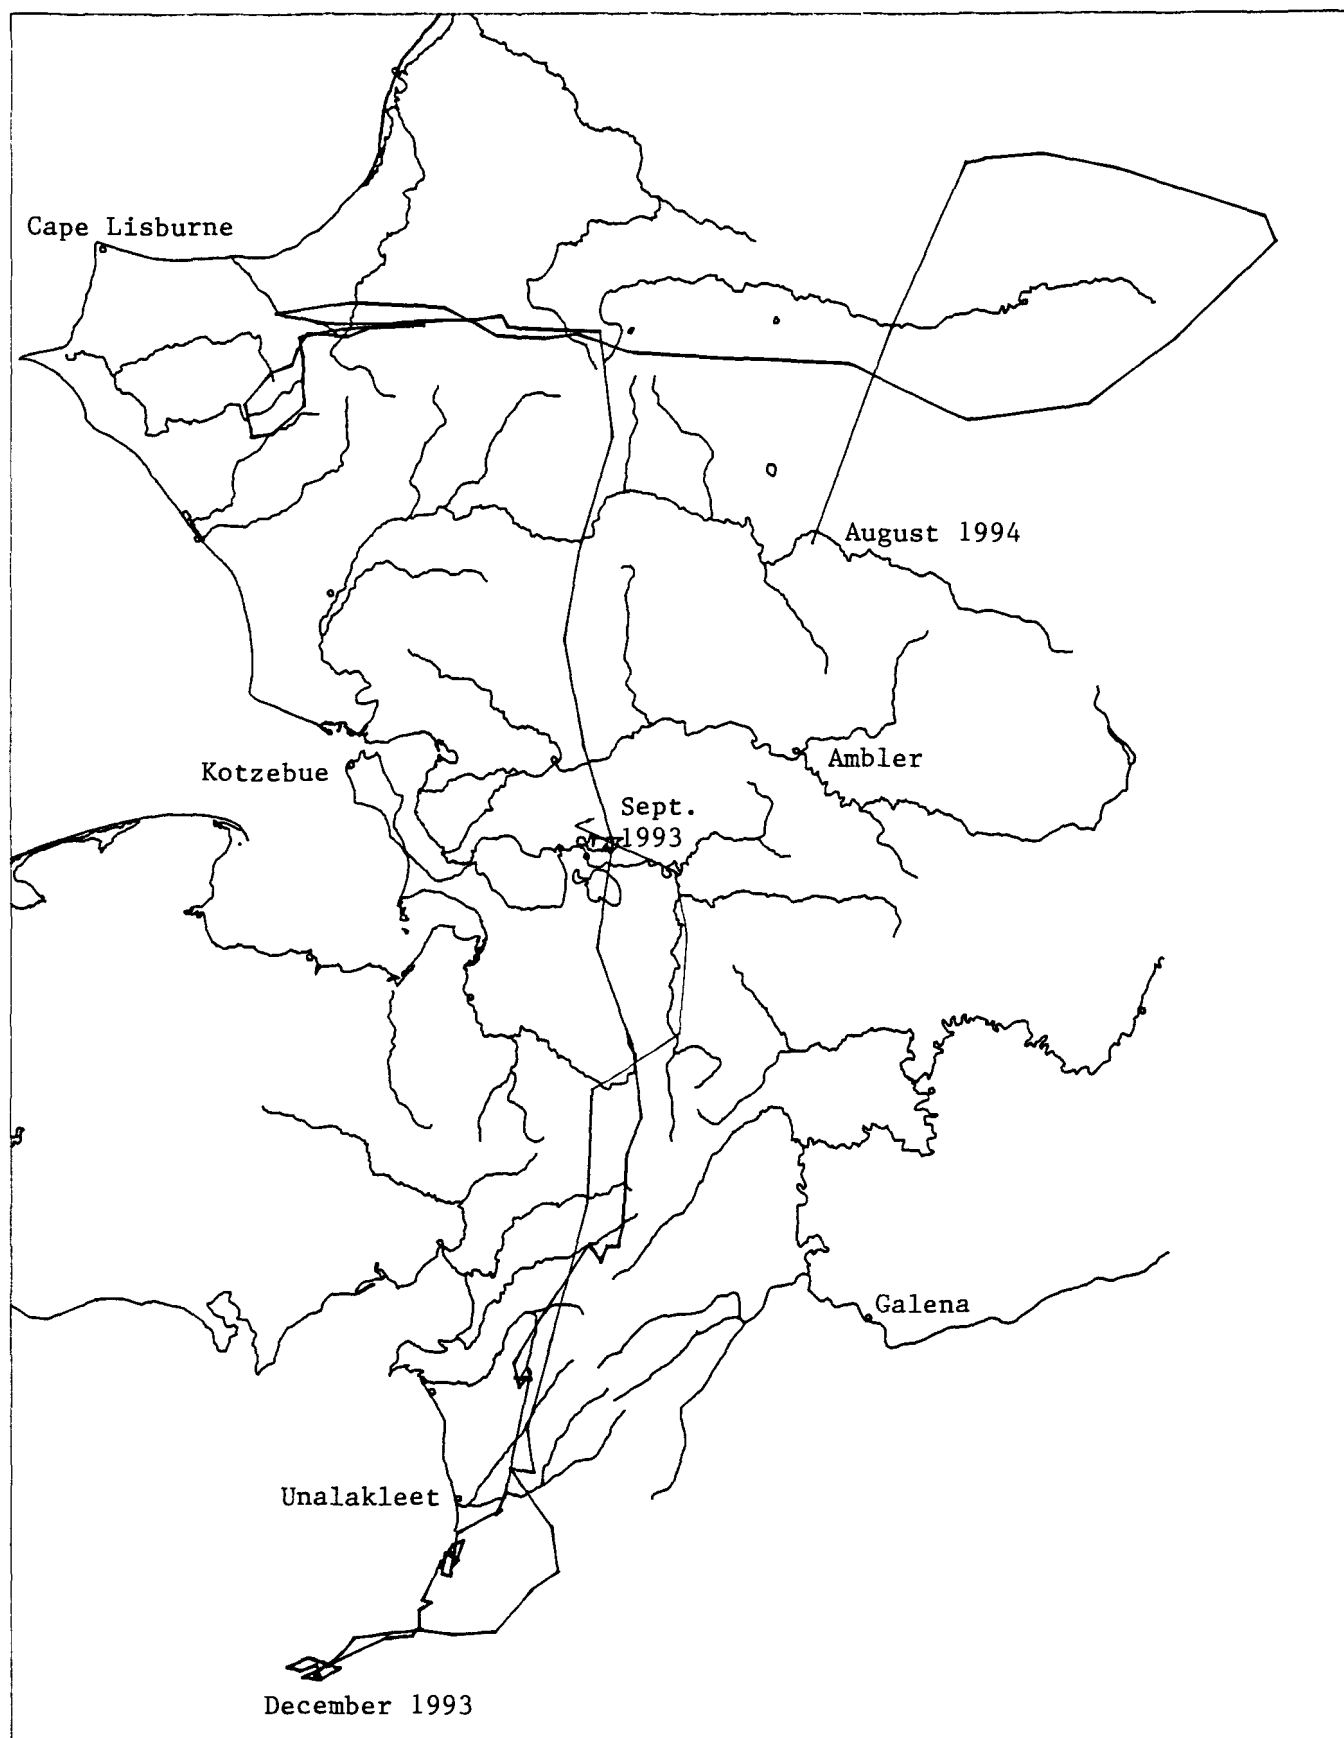 Cape Lisburne
August 1994
Ambler
Kotzebue
Sept.
1993
Galena
Unalakleet
December 1993